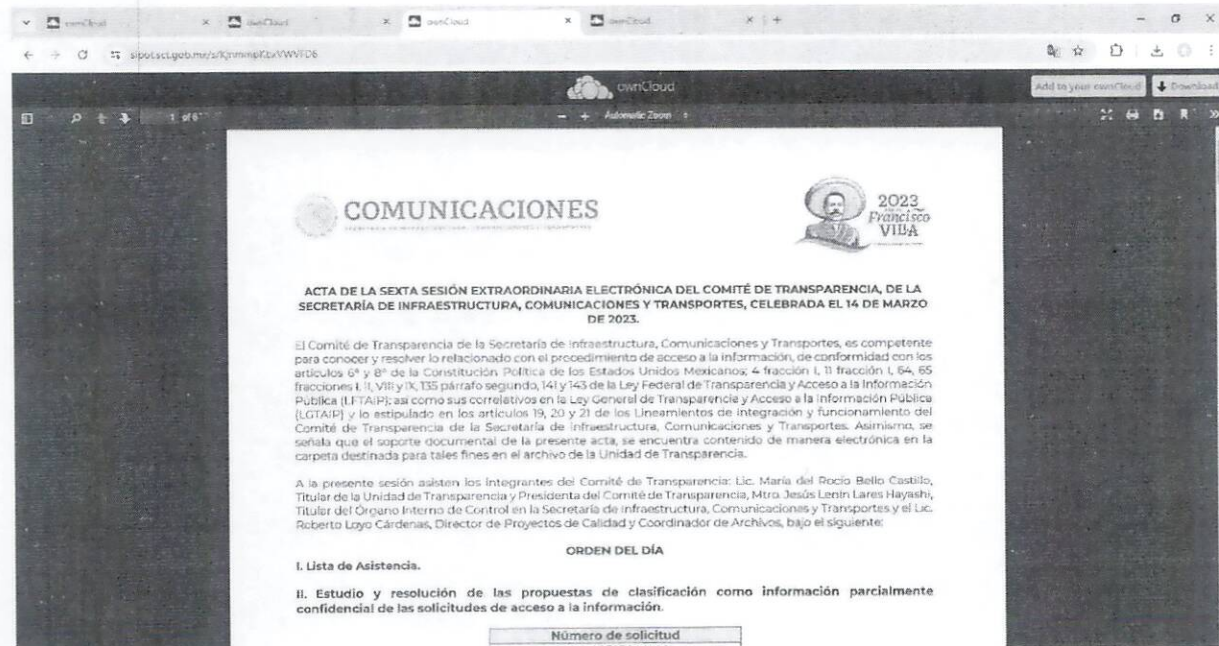 ownCloud
ownCloud
ownCloud
ownCloud
ownCloud
Add to your ownCloud
Download
1 of 6
Automatic Zoom
COMUNICACIONES
SECRETARÍA DE INFRAESTRUCTURA, COMUNICACIONES Y TRANSPORTES
2023
Francisco
VILLA
ACTA DE LA SEXTA SESIÓN EXTRAORDINARIA ELECTRÓNICA DEL COMITÉ DE TRANSPARENCIA, DE LA
SECRETARÍA DE INFRAESTRUCTURA, COMUNICACIONES Y TRANSPORTES, CELEBRADA EL 14 DE MARZO
DE 2023.
El Comité de Transparencia de la Secretaría de Infraestructura, Comunicaciones y Transportes, es competente
para conocer y resolver lo relacionado con el procedimiento de acceso a la información, de conformidad con los
artículos 6° y 8° de la Constitución Política de los Estados Unidos Mexicanos; 4 fracción I, 11 fracción I, 64, 65
fracciones I, II, VIII y IX, 135 párrafo segundo, 141 y 143 de la Ley Federal de Transparencia y Acceso a la Información
Pública (LFTAIP); así como sus correlativos en la Ley General de Transparencia y Acceso a la Información Pública
(LGTAIP) y lo estipulado en los artículos 19, 20 y 21 de los Lineamientos de integración y funcionamiento del
Comité de Transparencia de la Secretaría de Infraestructura, Comunicaciones y Transportes. Asimismo, se
señala que el soporte documental de la presente acta, se encuentra contenido de manera electrónica en la
carpeta destinada para tales fines en el archivo de la Unidad de Transparencia.
A la presente sesión asisten los integrantes del Comité de Transparencia: Lic. María del Rocío Bello Castillo,
Titular de la Unidad de Transparencia y Presidenta del Comité de Transparencia, Mtro. Jesús Lenin Lares Hayashi,
Titular del Órgano Interno de Control en la Secretaría de Infraestructura, Comunicaciones y Transportes y el Lic.
Roberto Loyo Cárdenas, Director de Proyectos de Calidad y Coordinador de Archivos, bajo el siguiente:
ORDEN DEL DÍA
I. Lista de Asistencia.
II. Estudio y resolución de las propuestas de clasificación como información parcialmente
confidencial de las solicitudes de acceso a la información.
Número de solicitud